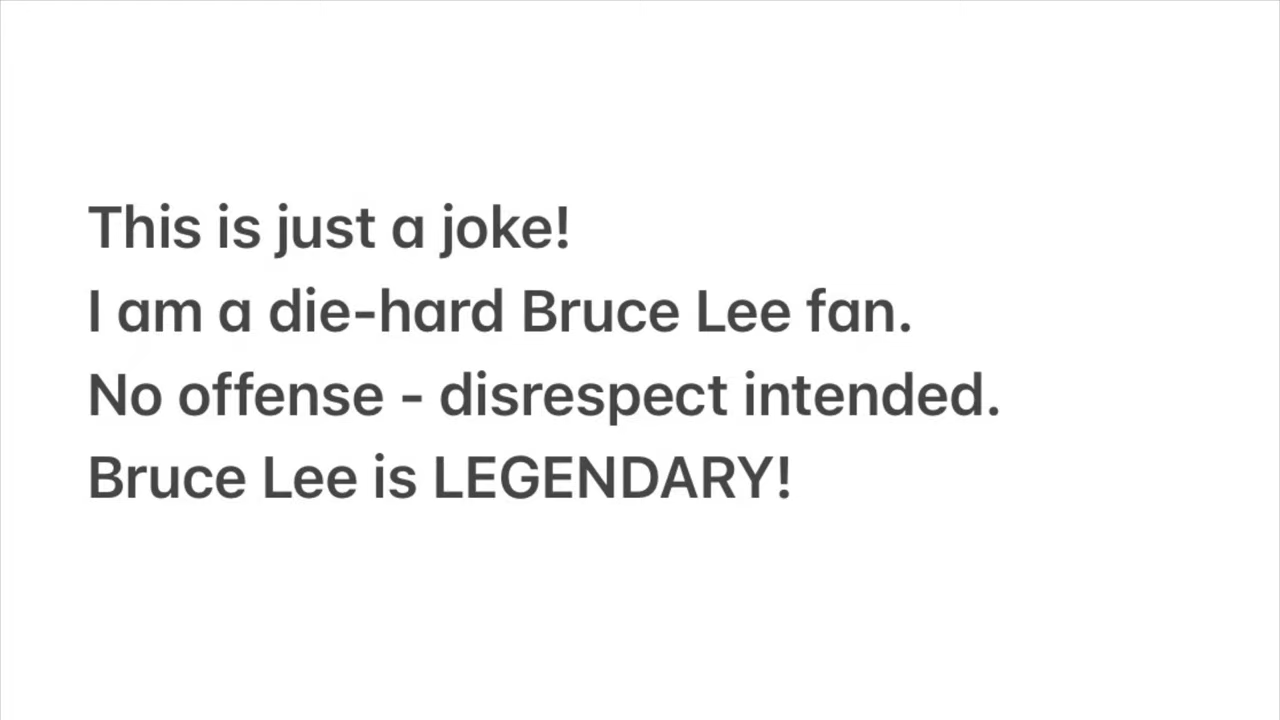 This is just a joke!
I am a die-hard Bruce Lee fan.
No offense - disrespect intended.
Bruce Lee is LEGENDARY!